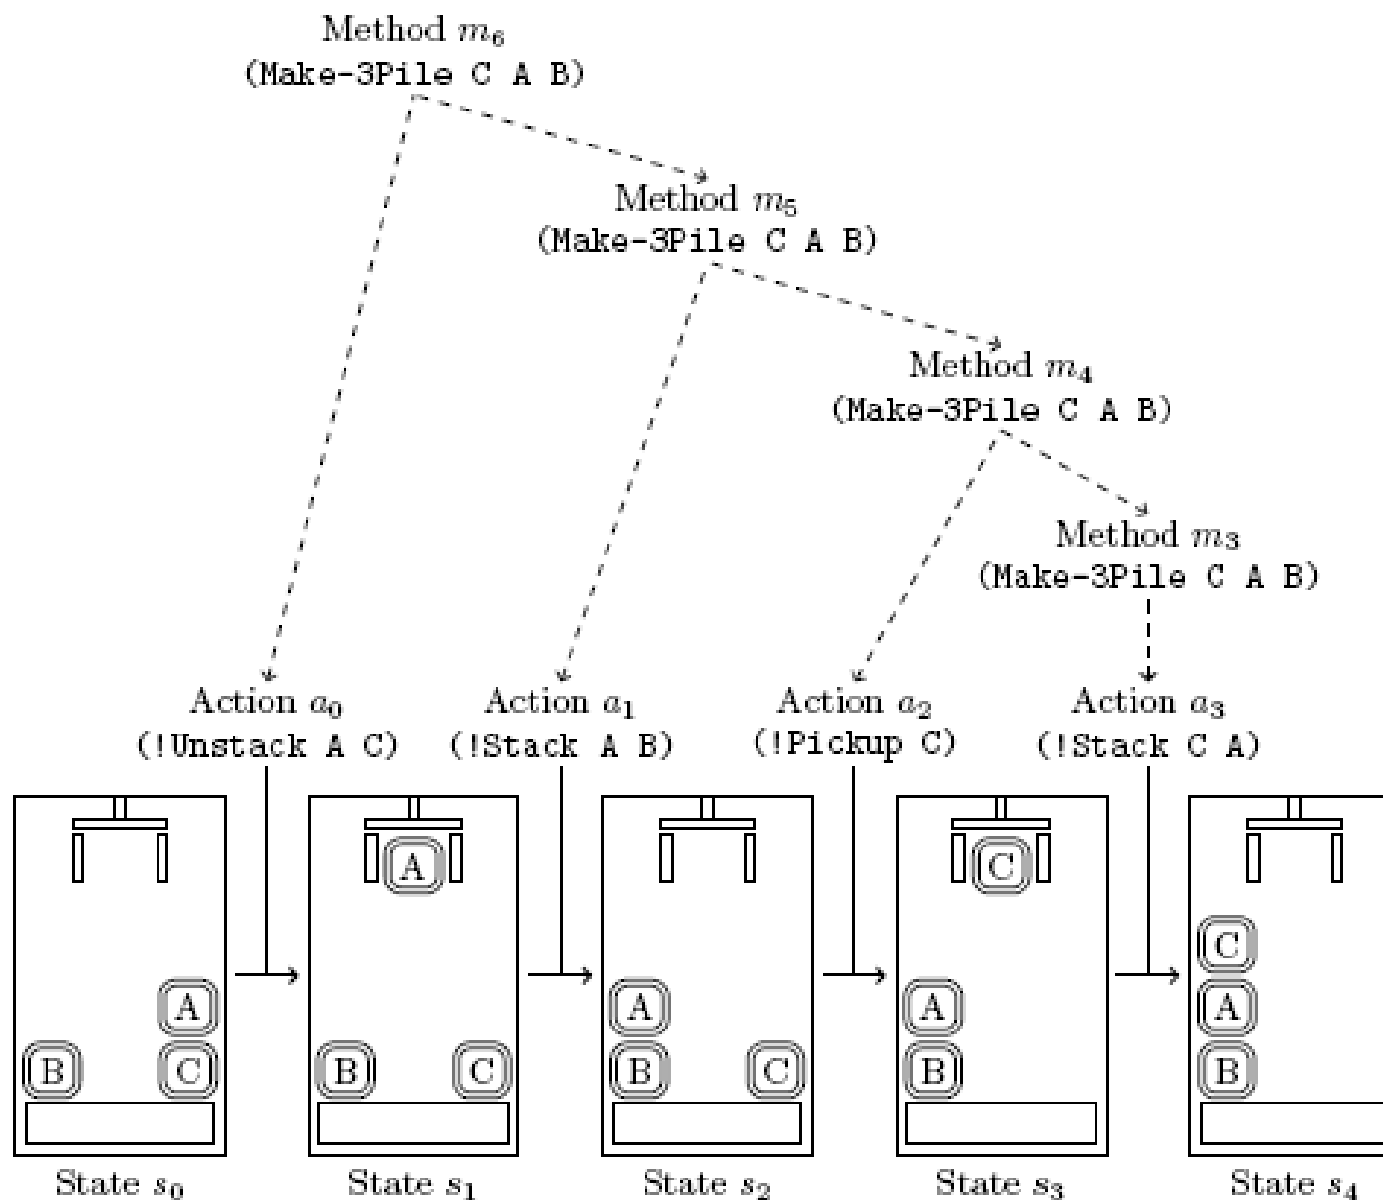 Method m₆
(Make-3Pile C A B)
Method m₅
(Make-3Pile C A B)
Method m₄
(Make-3Pile C A B)
Method m₃
(Make-3Pile C A B)
Action a₀
(!Unstack A C)
Action a₁
(!Stack A B)
Action a₂
(!Pickup C)
Action a₃
(!Stack C A)
A
B
C
State s₀
A
B
C
State s₁
A
B
C
State s₂
C
A
B
State s₃
C
A
B
State s₄